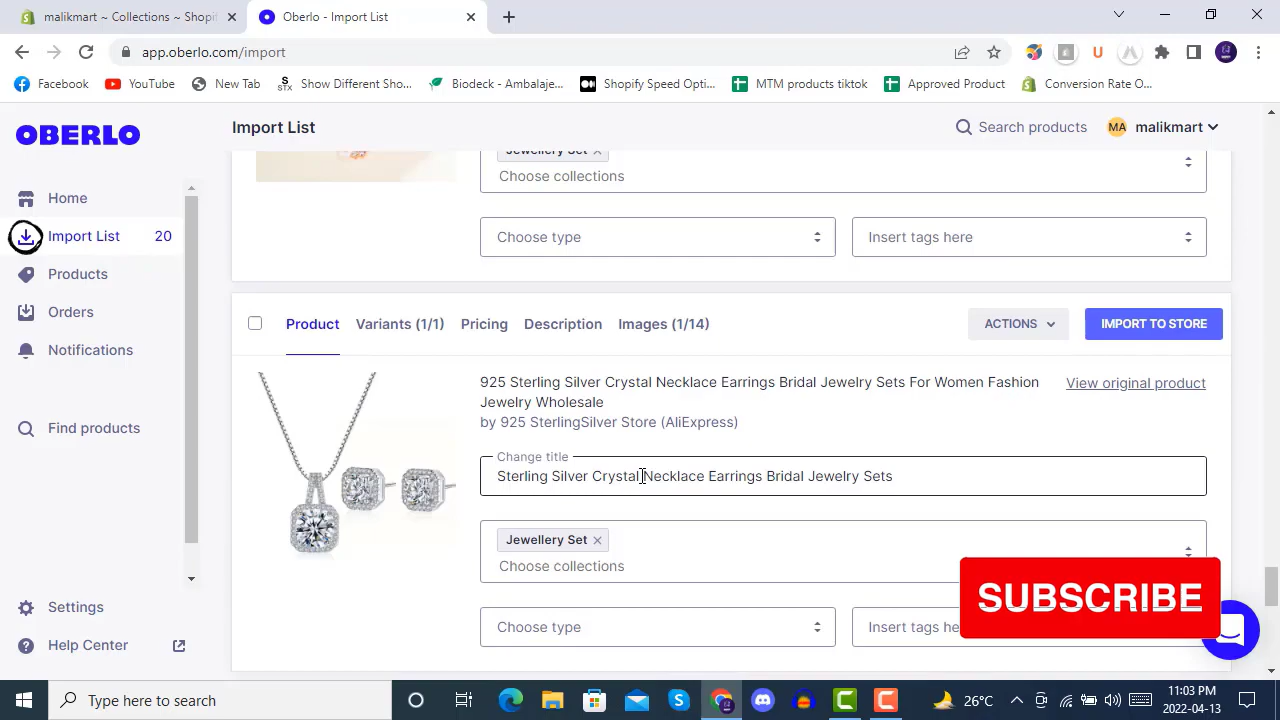 malikmart ~ Collections ~ Shopif
Oberlo - Import List
app.oberlo.com/import
Facebook
YouTube
New Tab
STX
Show Different Sho...
Biodeck - Ambalaje...
Shopify Speed Opti...
MTM products tiktok
Approved Product
Conversion Rate O...
OBERLO
Import List
Search products
MA
malikmart
Home
Import List 20
Products
Orders
Notifications
Find products
Settings
Help Center
Jewellery Set
Choose collections
Choose type
Insert tags here
Product
Variants (1/1)
Pricing
Description
Images (1/14)
ACTIONS
IMPORT TO STORE
925 Sterling Silver Crystal Necklace Earrings Bridal Jewelry Sets For Women Fashion
Jewelry Wholesale
View original product
by 925 SterlingSilver Store (AliExpress)
Change title
Sterling Silver Crystal Necklace Earrings Bridal Jewelry Sets
Jewellery Set
Choose collections
SUBSCRIBE
Choose type
Insert tags he
Type here to search
26°C
11:03 PM
2022-04-13